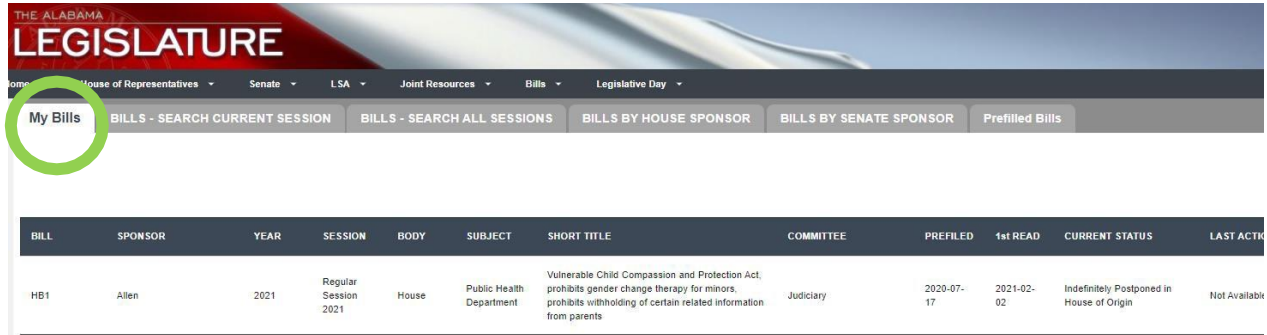 THE ALABAMA
LEGISLATURE
House of Representatives Senate LSA Joint Resources Bills Legislative Day
My Bills BILLS - SEARCH CURRENT SESSION BILLS - SEARCH ALL SESSIONS BILLS BY HOUSE SPONSOR BILLS BY SENATE SPONSOR Prefilled Bills
BILL SPONSOR YEAR SESSION BODY SUBJECT SHORT TITLE COMMITTEE PREFILED 1st READ CURRENT STATUS LAST ACTIO
HB1 Allen 2021
Regular
Session
2021
House
Public Health
Department
Vulnerable Child Compassion and Protection Act,
prohibits gender change therapy for minors,
prohibits withholding of certain related information
from parents
Judiciary
2020-07-
17
2021-02-
02
Indefinitely Postponed in
House of Origin
Not Available